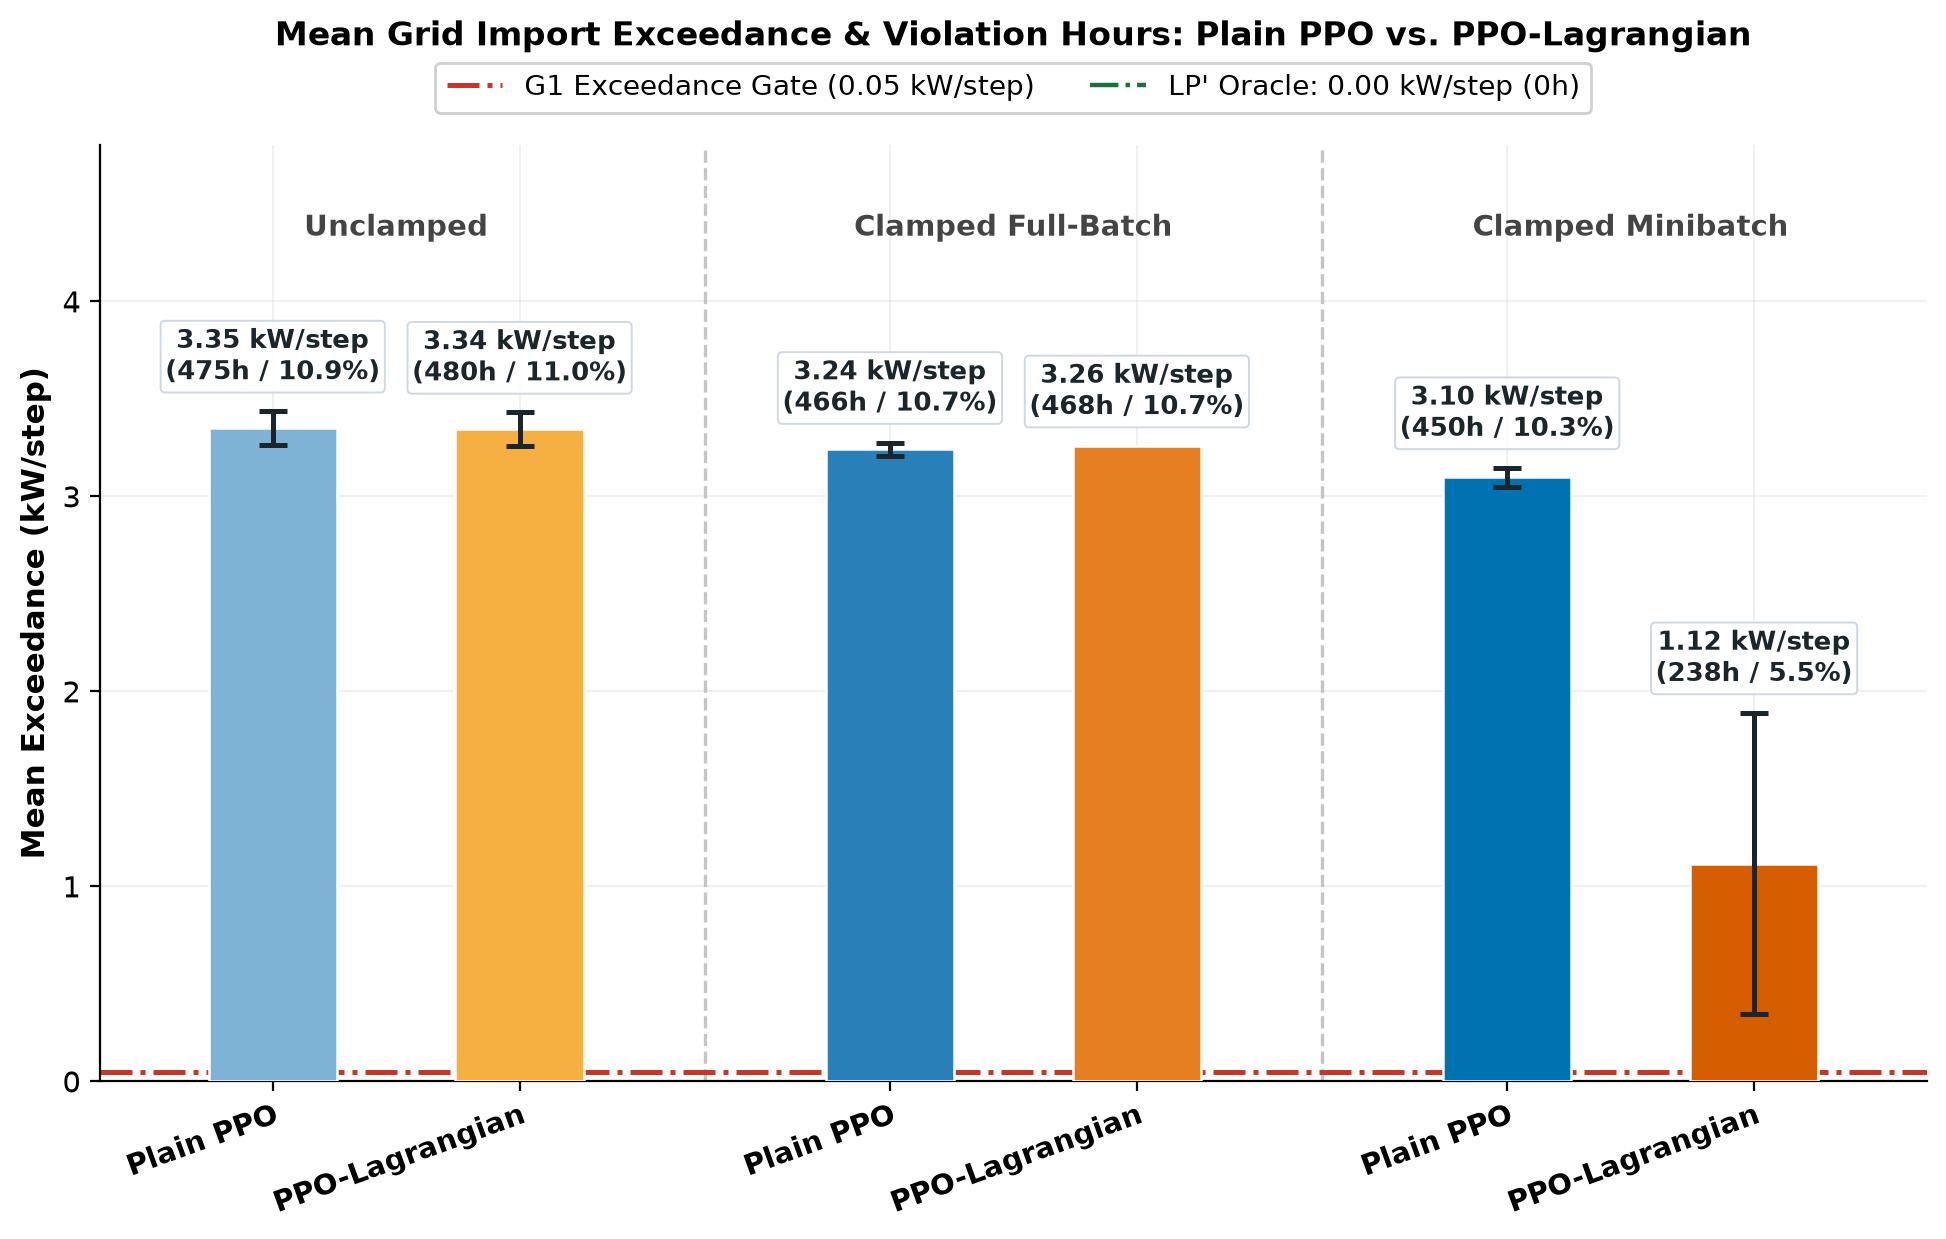 Mean Grid Import Exceedance & Violation Hours: Plain PPO vs. PPO-Lagrangian
G1 Exceedance Gate (0.05 kW/step)
LP' Oracle: 0.00 kW/step (0h)
Unclamped
Clamped Full-Batch
Clamped Minibatch
Mean Exceedance (kW/step)
4
3
2
1
0
3.35 kW/step
(475h / 10.9%)
3.34 kW/step
(480h / 11.0%)
3.24 kW/step
(466h / 10.7%)
3.26 kW/step
(468h / 10.7%)
3.10 kW/step
(450h / 10.3%)
1.12 kW/step
(238h / 5.5%)
Plain PPO
PPO-Lagrangian
Plain PPO
PPO-Lagrangian
Plain PPO
PPO-Lagrangian